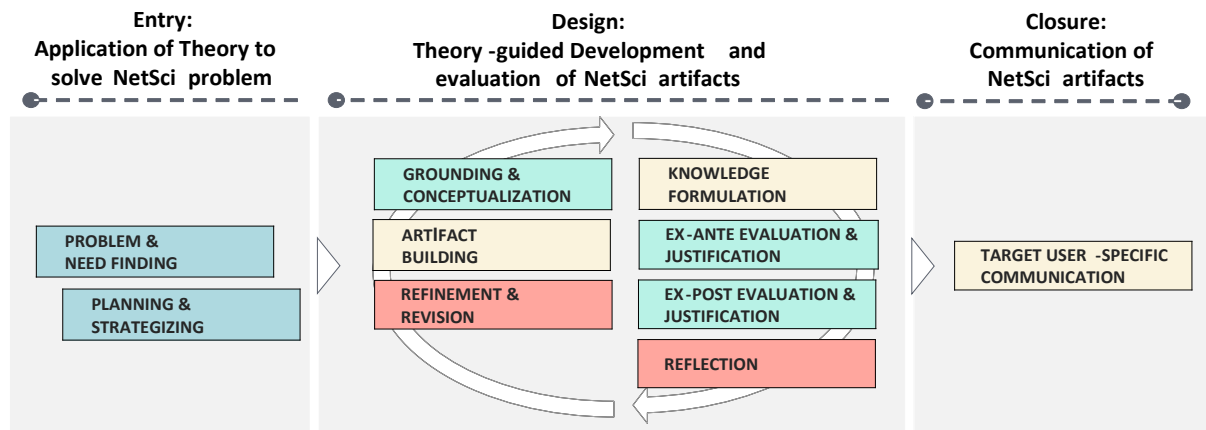 Entry:
Application of Theory to
solve NetSci problem
Design:
Theory -guided Development and
evaluation of NetSci artifacts
Closure:
Communication of
NetSci artifacts
PROBLEM &
NEED FINDING
PLANNING &
STRATEGIZING
GROUNDING &
CONCEPTUALIZATION
ARTİFACT
BUILDING
REFINEMENT &
REVISION
KNOWLEDGE
FORMULATION
EX-ANTE EVALUATION &
JUSTIFICATION
EX-POST EVALUATION &
JUSTIFICATION
REFLECTION
TARGET USER -SPECIFIC
COMMUNICATION